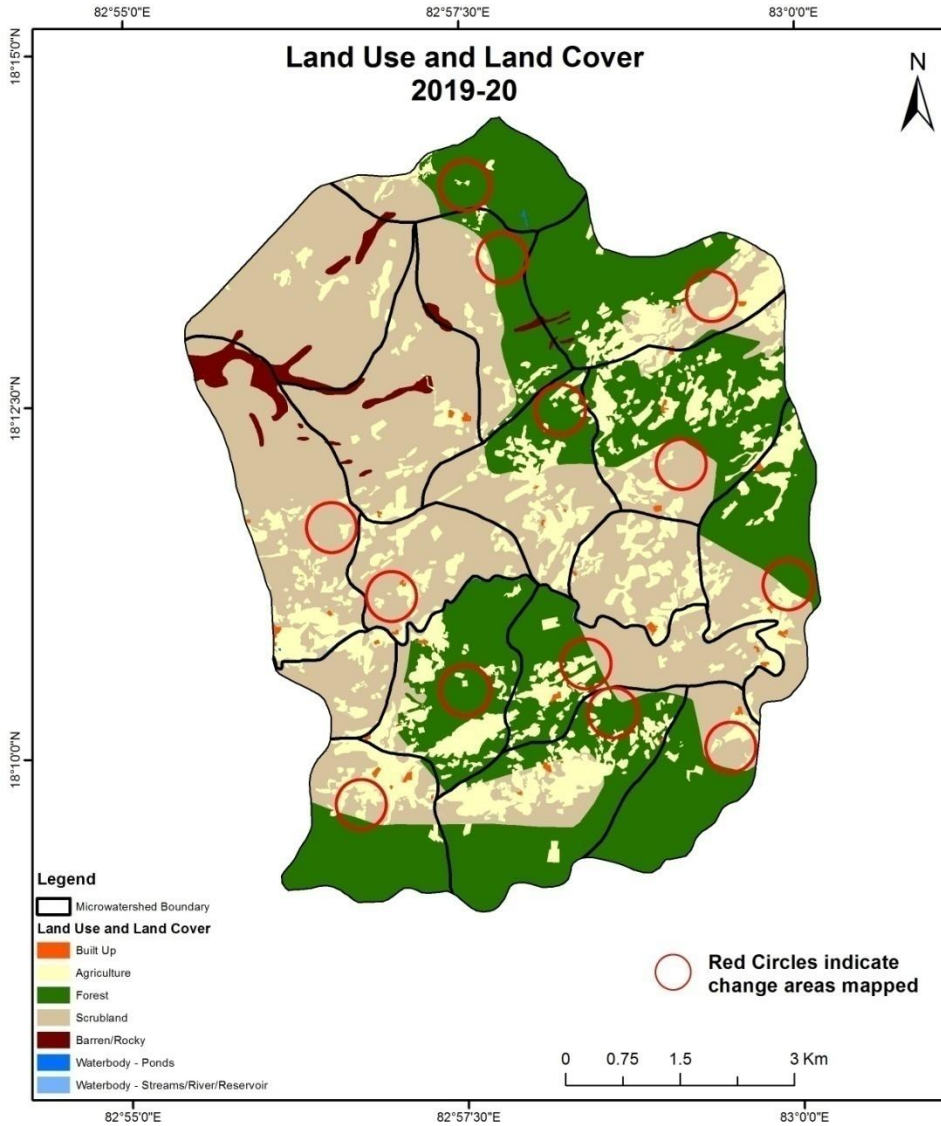 82°55'0"E 82°57'30"E 83°0'0"E
18°15'0"N
Land Use and Land Cover
2019-20
N
18°12'30"N
18°10'0"N
Legend
Microwatershed Boundary
Land Use and Land Cover
Built Up
Agriculture
Forest
Scrubland
Barren/Rocky
Waterbody - Ponds
Waterbody - Streams/River/Reservoir
Red Circles indicate
change areas mapped
0 0.75 1.5 3 Km
82°55'0"E 82°57'30"E 83°0'0"E